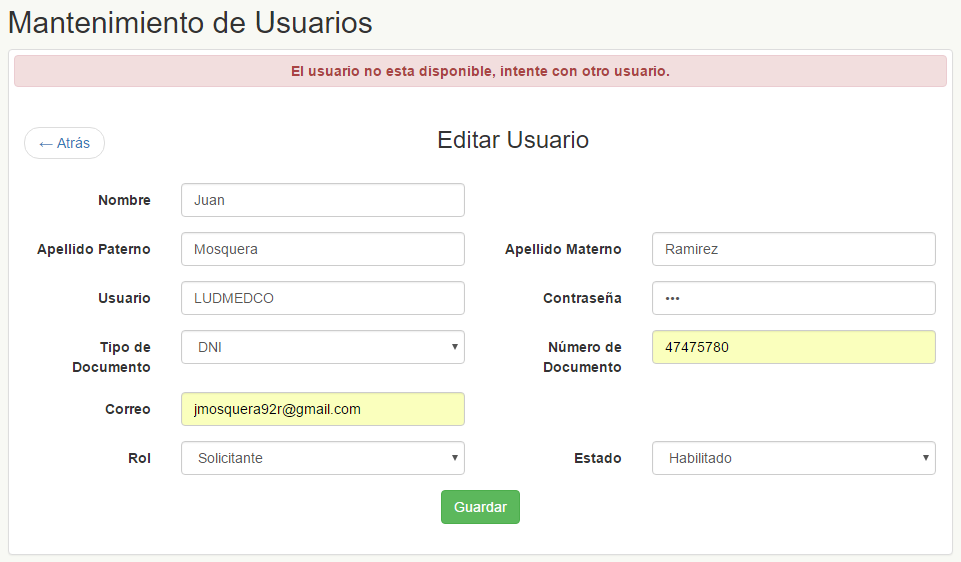 Mantenimiento de Usuarios
El usuario no esta disponible, intente con otro usuario.
← Atrás
Editar Usuario
Nombre Juan
Apellido Paterno Mosquera Apellido Materno Ramirez
Usuario LUDMEDCO Contraseña •••
Tipo de DNI Número de 47475780
Documento Documento
Correo jmosquera92r@gmail.com
Rol Solicitante Estado Habilitado
Guardar